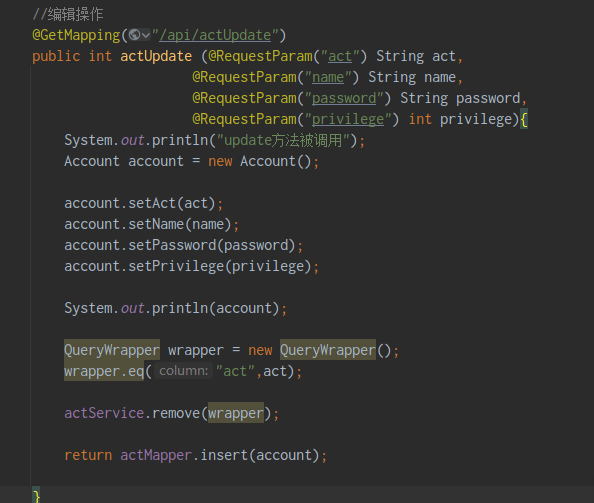 //编辑操作
@GetMapping("/api/actUpdate")
public int actUpdate (@RequestParam("act") String act,
@RequestParam("name") String name,
@RequestParam("password") String password,
@RequestParam("privilege") int privilege){
System.out.println("update方法被调用");
Account account = new Account();
account.setAct(act);
account.setName(name);
account.setPassword(password);
account.setPrivilege(privilege);
System.out.println(account);
QueryWrapper wrapper = new QueryWrapper();
wrapper.eq( column: "act",act);
actService.remove(wrapper);
return actMapper.insert(account);
}